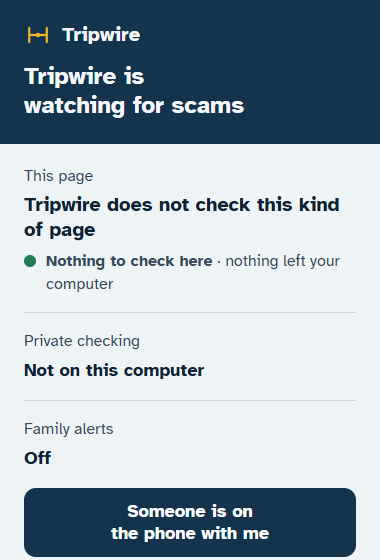 Tripwire
Tripwire is
watching for scams
This page
Tripwire does not check this kind
of page
Nothing to check here · nothing left your
computer
Private checking
Not on this computer
Family alerts
Off
Someone is on
the phone with me